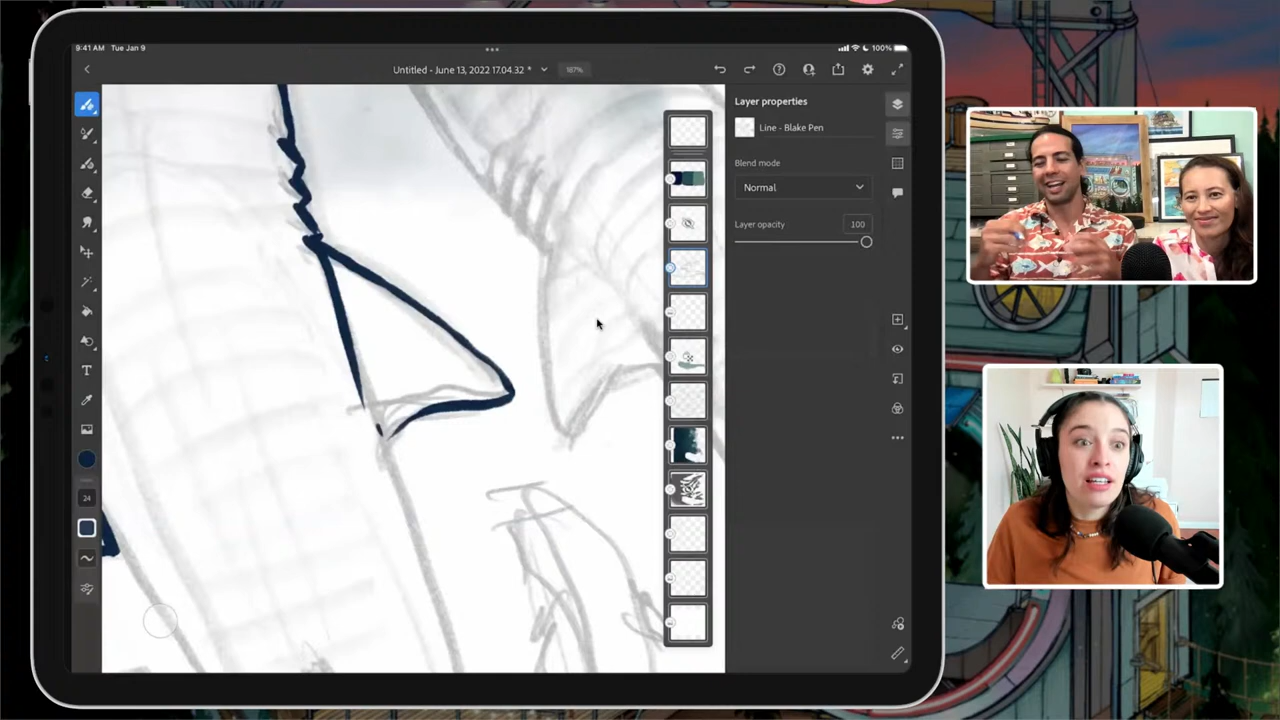 9:41 AM Tue Jan 9
100%
Untitled - June 13, 2022 17.04.32 *
187%
Layer properties
Line - Blake Pen
Blend mode
Normal
Layer opacity
100
T
24